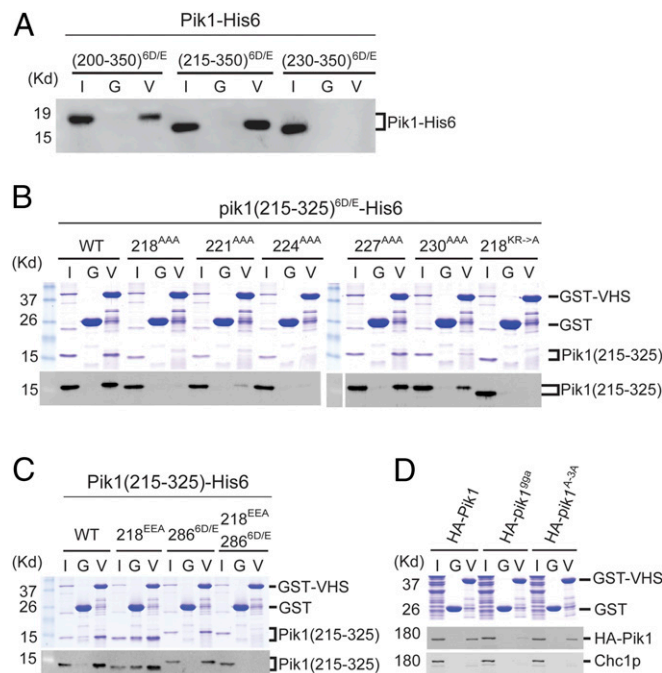 A
Pik1-His6
(200-350)6D/E (215-350)6D/E (230-350)6D/E
(Kd) I G V I G V I G V
19
15
Pik1-His6
B
pik1(215-325)6D/E-His6
WT 218AAA 221AAA 224AAA 227AAA 230AAA 218KR->A
(Kd) I G V I G V I G V I G V I G V I G V I G V
37
26
15
GST-VHS
GST
Pik1(215-325)
15
Pik1(215-325)
C
Pik1(215-325)-His6
WT 218EEA 2866D/E 218EEA 2866D/E
(Kd) I G V I G V I G V I G V
37
26
15
GST-VHS
GST
Pik1(215-325)
15
Pik1(215-325)
D
HA-Pik1 HA-pik1gga HA-pik1A-3A
(Kd) I G V I G V I G V
37
26
GST-VHS
GST
180
HA-Pik1
180
Chc1p